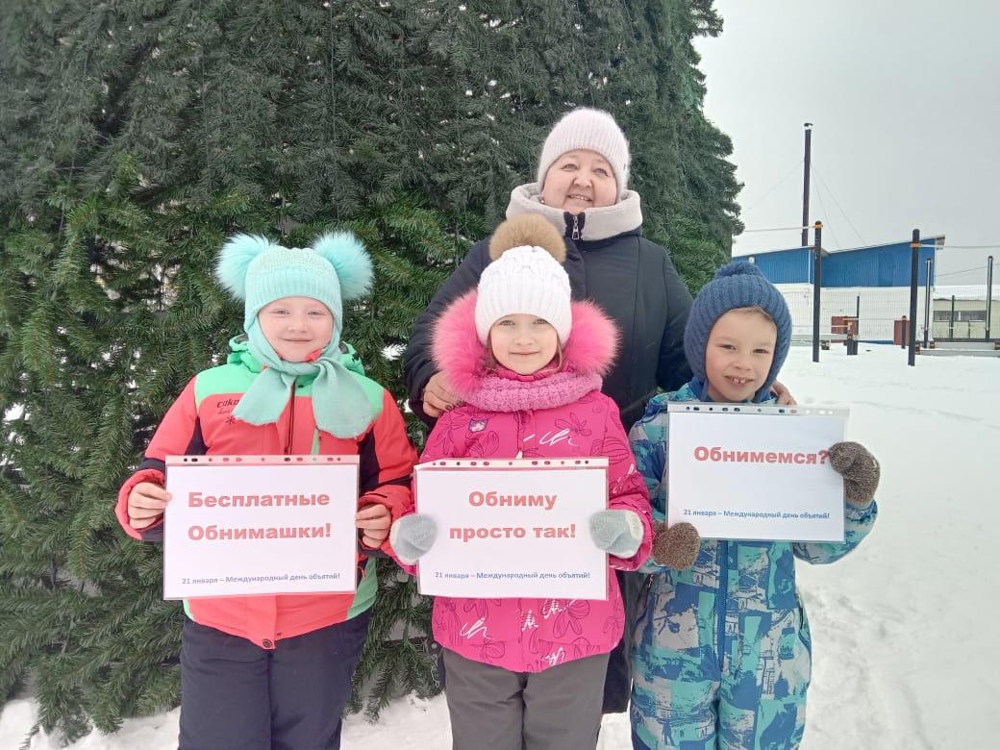 Бесплатные
Обнимашки!
21 января – Международный день объятий!
Обниму
просто так!
21 января – Международный день объятий!
Обнимемся?
21 января – Международный день объятий!